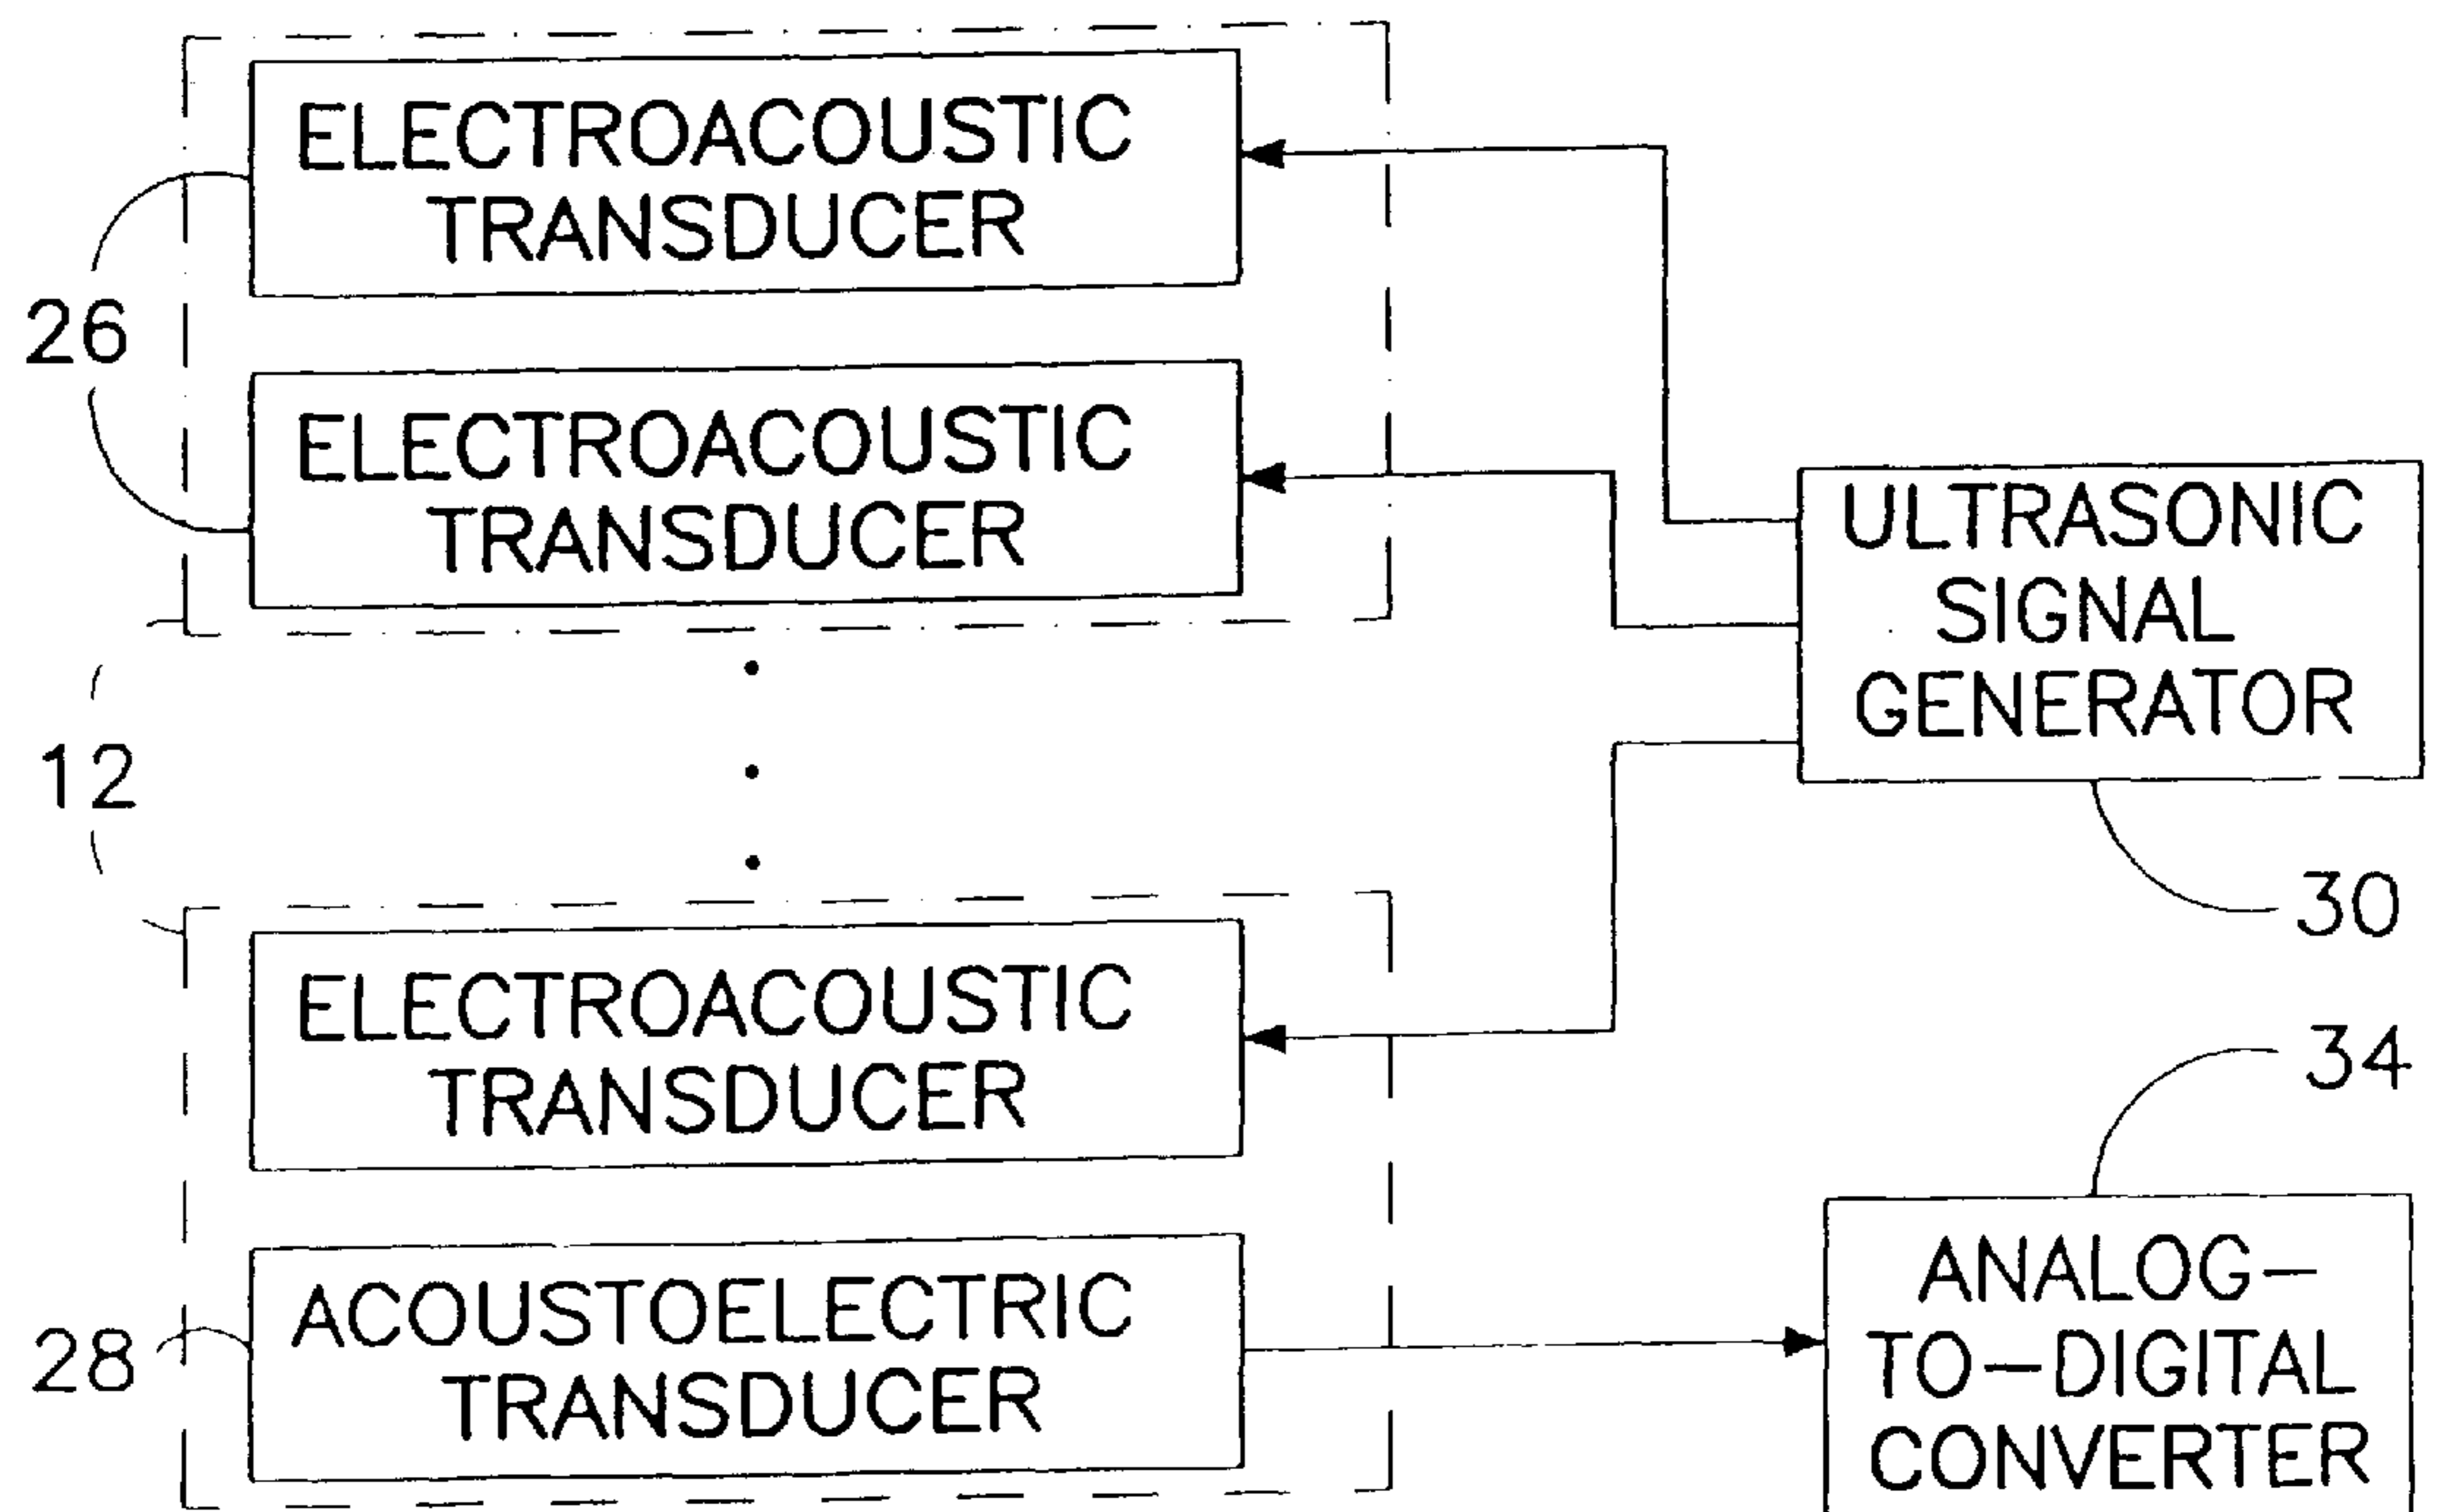 ELECTROACOUSTIC
TRANSDUCER
26
ELECTROACOUSTIC
TRANSDUCER
ULTRASONIC
SIGNAL
GENERATOR
12
30
ELECTROACOUSTIC
TRANSDUCER
34
ACOUSTOELECTRIC
TRANSDUCER
28
ANALOG-
TO-DIGITAL
CONVERTER